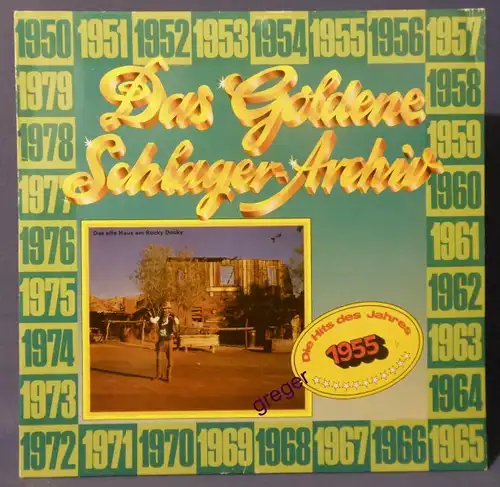 1950 1951 1952 1953 1954 1955 1956 1957
1979 1958
1978 1959
1977 1960
1976 1961
1975 1962
1974 1963
1973 1964
1972 1971 1970 1969 1968 1967 1966 1965
Das Goldene
Schlager-Archiv
Das alte Haus von Rocky Docky
Die Hits des Jahres
1955
greger